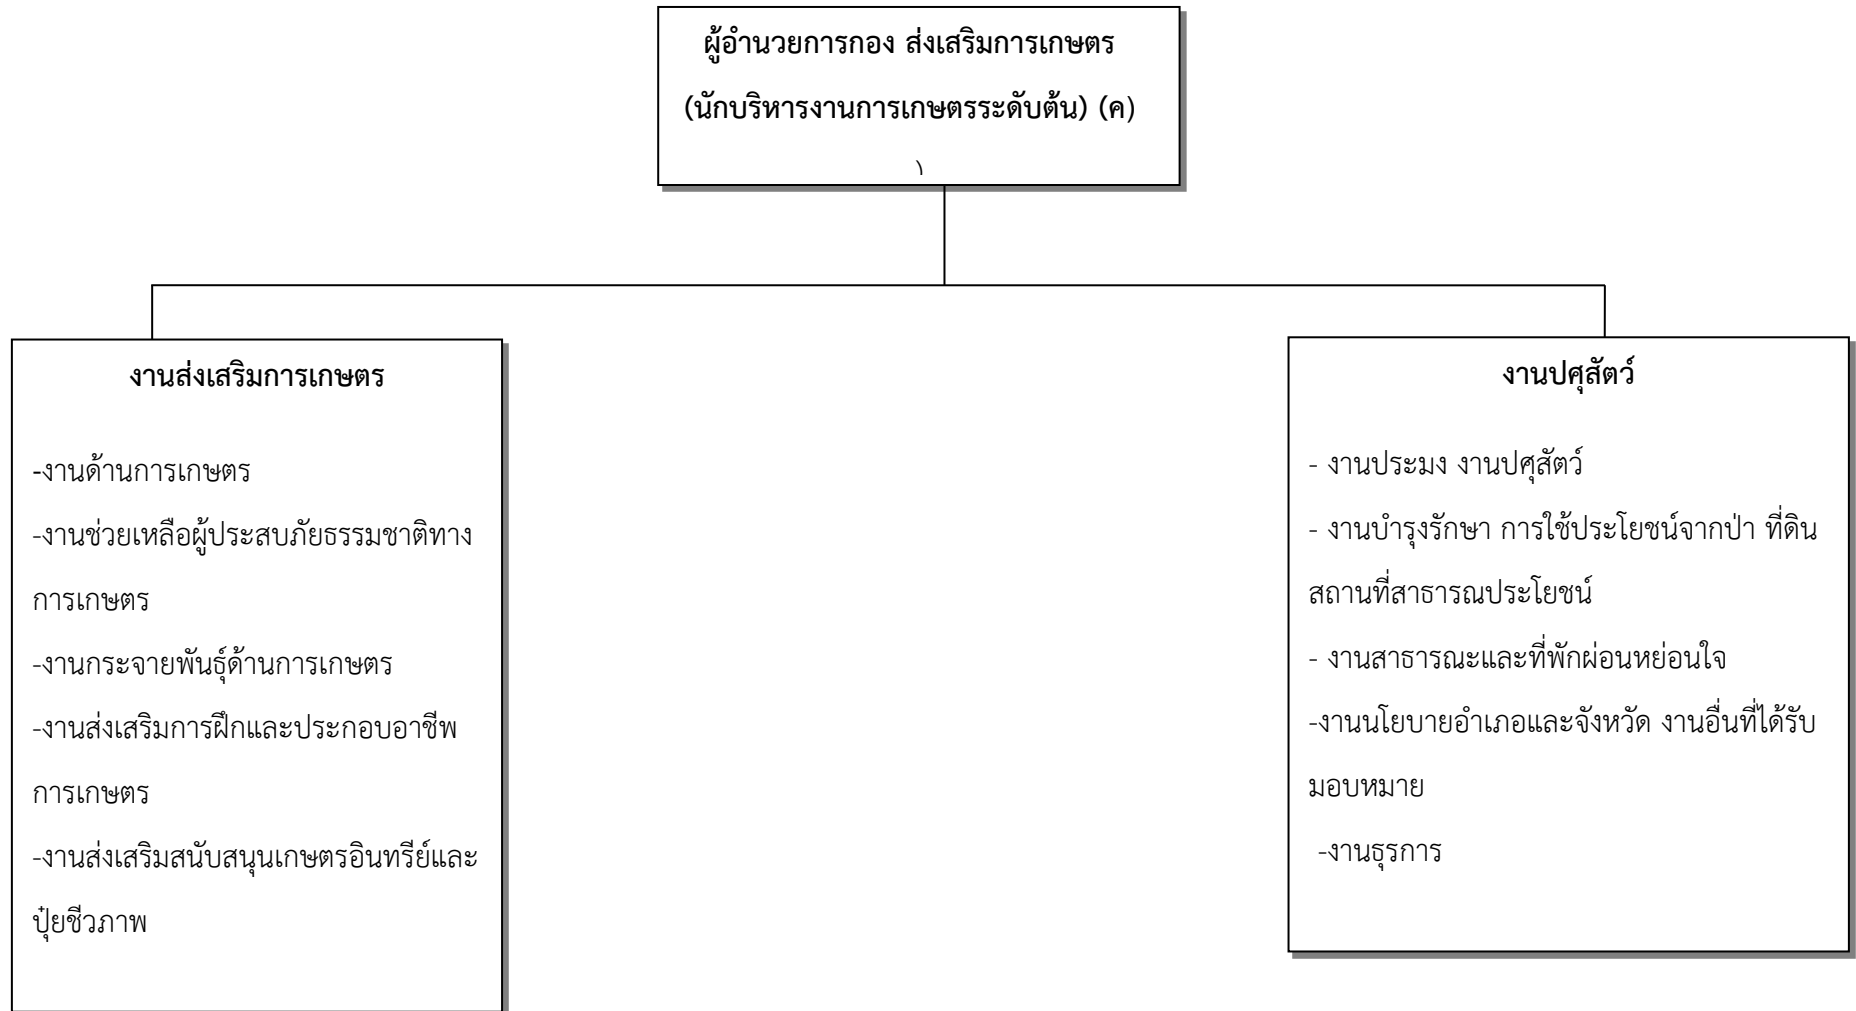 ผู้อำนวยการกอง ส่งเสริมการเกษตร
(นักบริหารงานการเกษตรระดับต้น) (ค)
งานส่งเสริมการเกษตร
-งานด้านการเกษตร
-งานช่วยเหลือผู้ประสบภัยธรรมชาติทาง
การเกษตร
-งานกระจายพันธุ์ด้านการเกษตร
-งานส่งเสริมการฝึกและประกอบอาชีพ
การเกษตร
-งานส่งเสริมสนับสนุนเกษตรอินทรีย์และ
ปุ๋ยชีวภาพ
งานปศุสัตว์
- งานประมง งานปศุสัตว์
- งานบำรุงรักษา การใช้ประโยชน์จากป่า ที่ดิน
สถานที่สาธารณประโยชน์
- งานสาธารณะและที่พักผ่อนหย่อนใจ
-งานนโยบายอำเภอและจังหวัด งานอื่นที่ได้รับ
มอบหมาย
-งานธุรการ